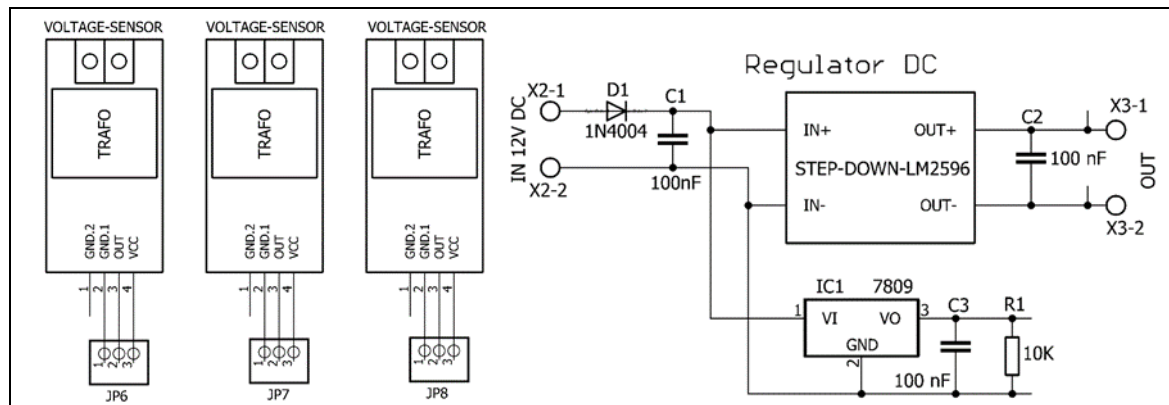 VOLTAGE-SENSOR
TRAFO
GND.2
GND.1
OUT
VCC
1
2
3
4
1
2
3
JP6
VOLTAGE-SENSOR
TRAFO
GND.2
GND.1
OUT
VCC
1
2
3
4
1
2
3
JP7
VOLTAGE-SENSOR
TRAFO
GND.2
GND.1
OUT
VCC
1
2
3
4
1
2
3
JP8
Regulator DC
IN 12V DC
X2-1
X2-2
D1
1N4004
C1
100nF
IN+
OUT+
STEP-DOWN-LM2596
IN-
OUT-
C2
100 nF
X3-1
OUT
X3-2
IC1
7809
1
VI
VO
3
GND
2
C3
100 nF
R1
10K